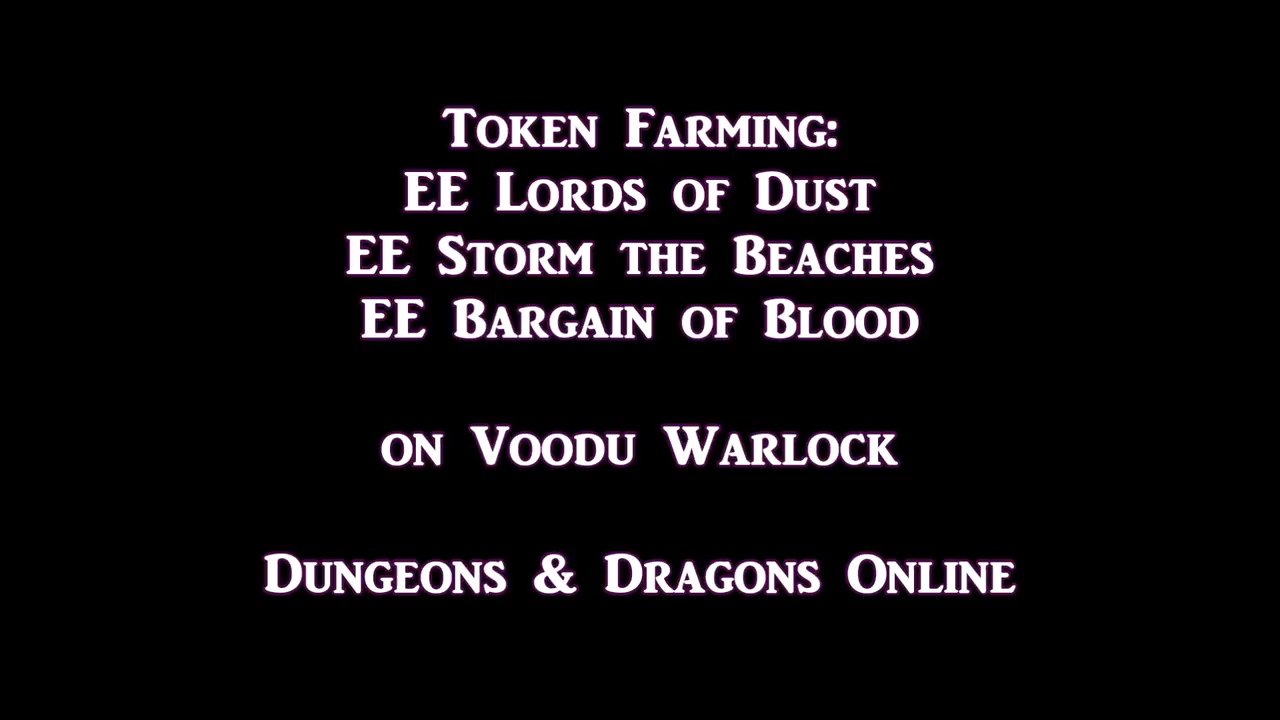 Token Farming:
EE Lords of Dust
EE Storm the Beaches
EE Bargain of Blood
on Voodu Warlock
Dungeons & Dragons Online